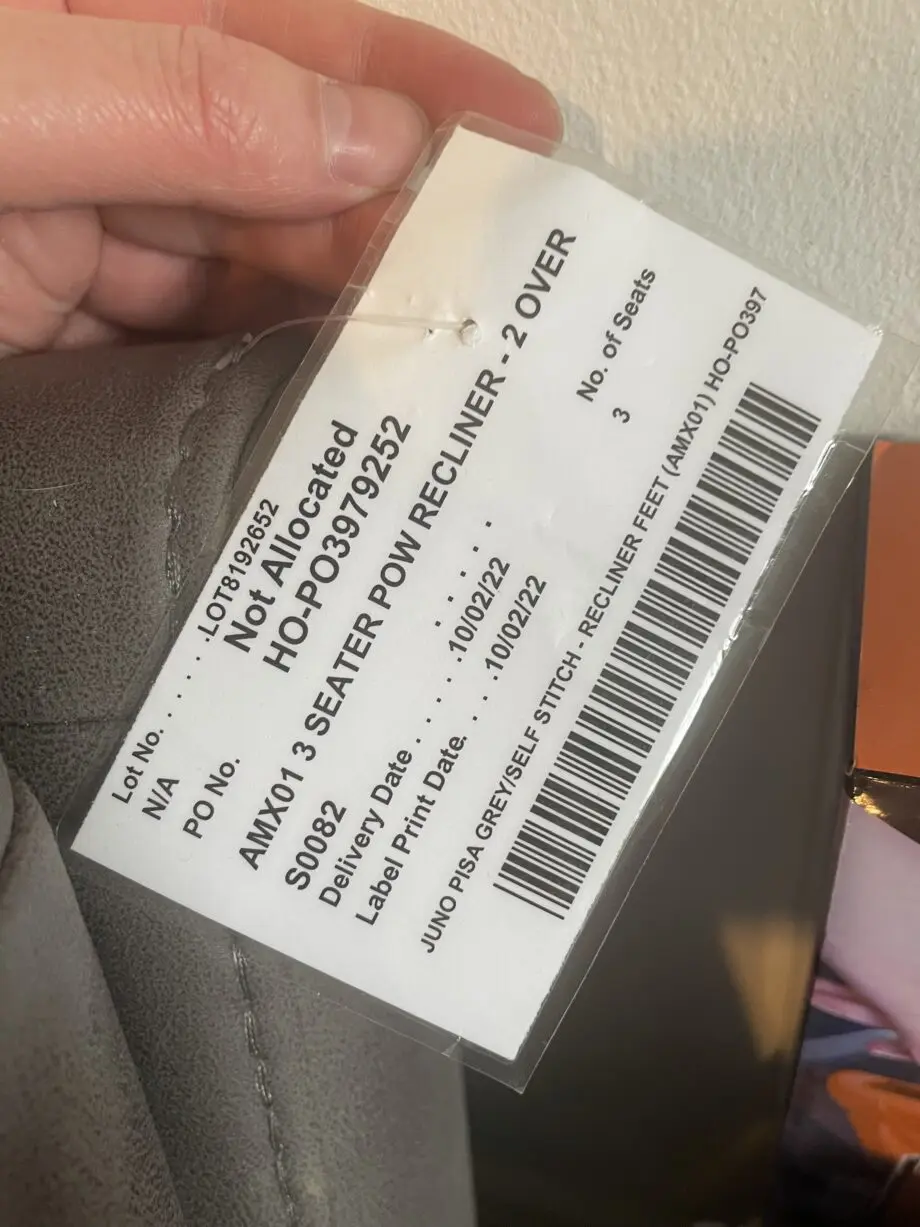 Lot No. . . . . .LOT8192652
N/A Not Allocated
PO No. HO-PO3979252
AMX01 3 SEATER POW RECLINER - 2 OVER
S0082 . . . . .
Delivery Date . . . . .10/02/22
Label Print Date. . . .10/02/22
No. of Seats
3
JUNO PISA GREY/SELF STITCH - RECLINER FEET (AMX01) HO-PO397